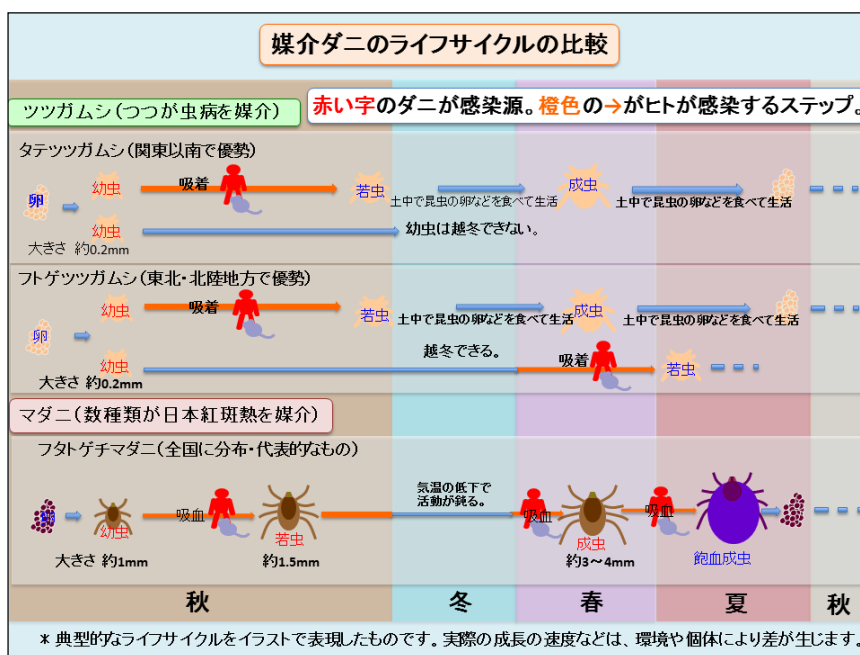 媒介ダニのライフサイクルの比較
ツツガムシ(つつが虫病を媒介)
赤い字のダニが感染源。橙色の→がヒトが感染するステップ。
タテツツガムシ(関東以南で優勢)
卵
幼虫
吸着
若虫
土中で昆虫の卵などを食べて生活
成虫
土中で昆虫の卵などを食べて生活
幼虫
幼虫は越冬できない。
大きさ 約0.2mm
フトゲツツガムシ(東北・北陸地方で優勢)
卵
幼虫
吸着
若虫
土中で昆虫の卵などを食べて生活
成虫
土中で昆虫の卵などを食べて生活
越冬できる。
幼虫
吸着
若虫
大きさ 約0.2mm
マダニ(数種類が日本紅斑熱を媒介)
フタトゲチマダニ(全国に分布・代表的なもの)
気温の低下で
活動が鈍る。
卵
幼虫
吸血
若虫
吸血
成虫
吸血
飽血成虫
大きさ 約1mm
約1.5mm
約3~4mm
秋
冬
春
夏
秋
* 典型的なライフサイクルをイラストで表現したものです。実際の成長の速度などは、環境や個体により差が生じます。